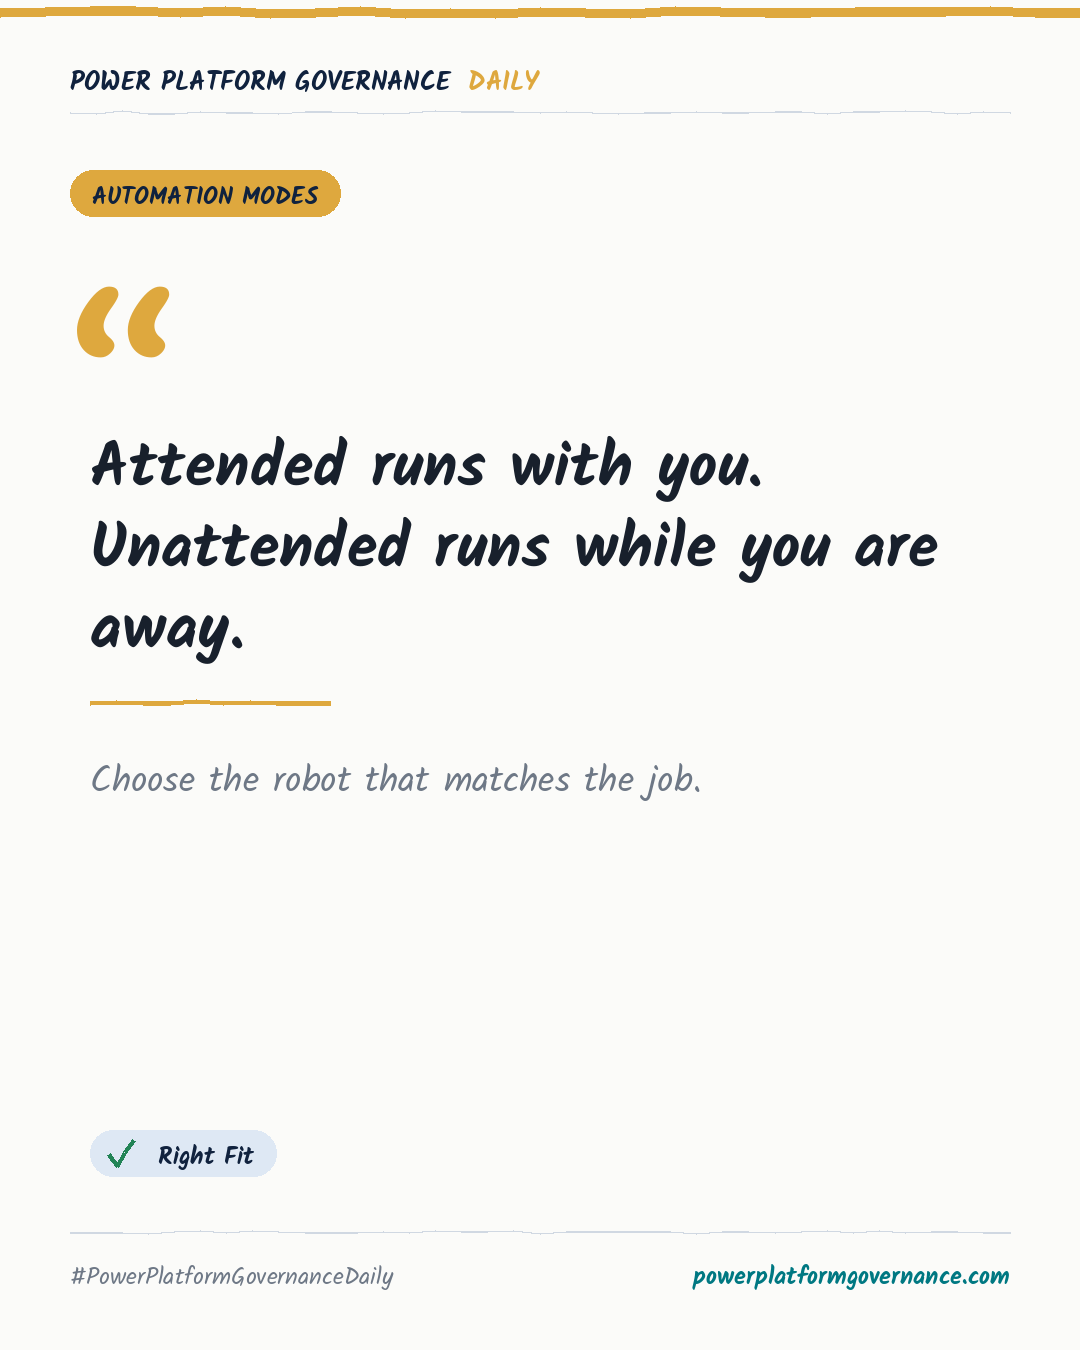 POWER PLATFORM GOVERNANCE DAILY
AUTOMATION MODES
“
Attended runs with you.
Unattended runs while you are
away.
Choose the robot that matches the job.
✓ Right Fit
#PowerPlatformGovernanceDaily
powerplatformgovernance.com